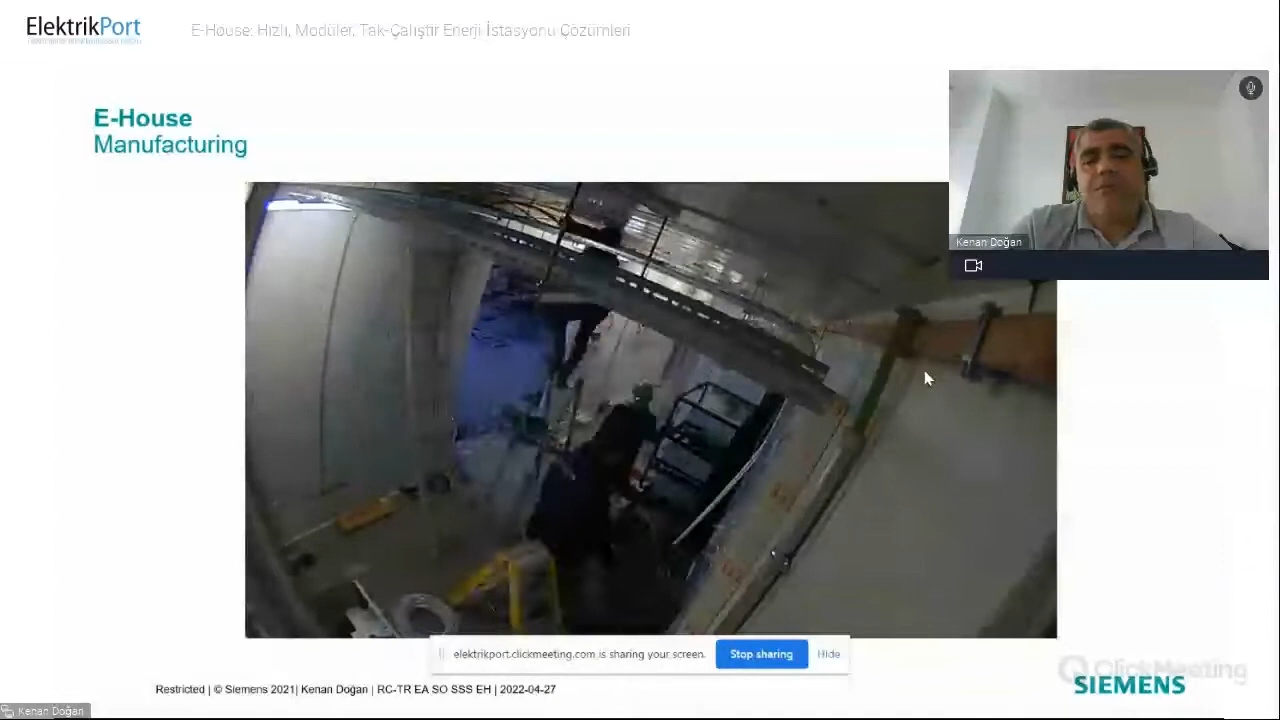 ElektrikPort
E-House: Hızlı, Modüler, Tak-Çalıştır Enerji İstasyonu Çözümleri
E-House
Manufacturing
Kenan Doğan
elektrikport.clickmeeting.com is sharing your screen.
Stop sharing
Hide
ClickMeeting
SIEMENS
Restricted | © Siemens 2021| Kenan Doğan | RC-TR EA SO SSS EH | 2022-04-27
Kenan Doğan